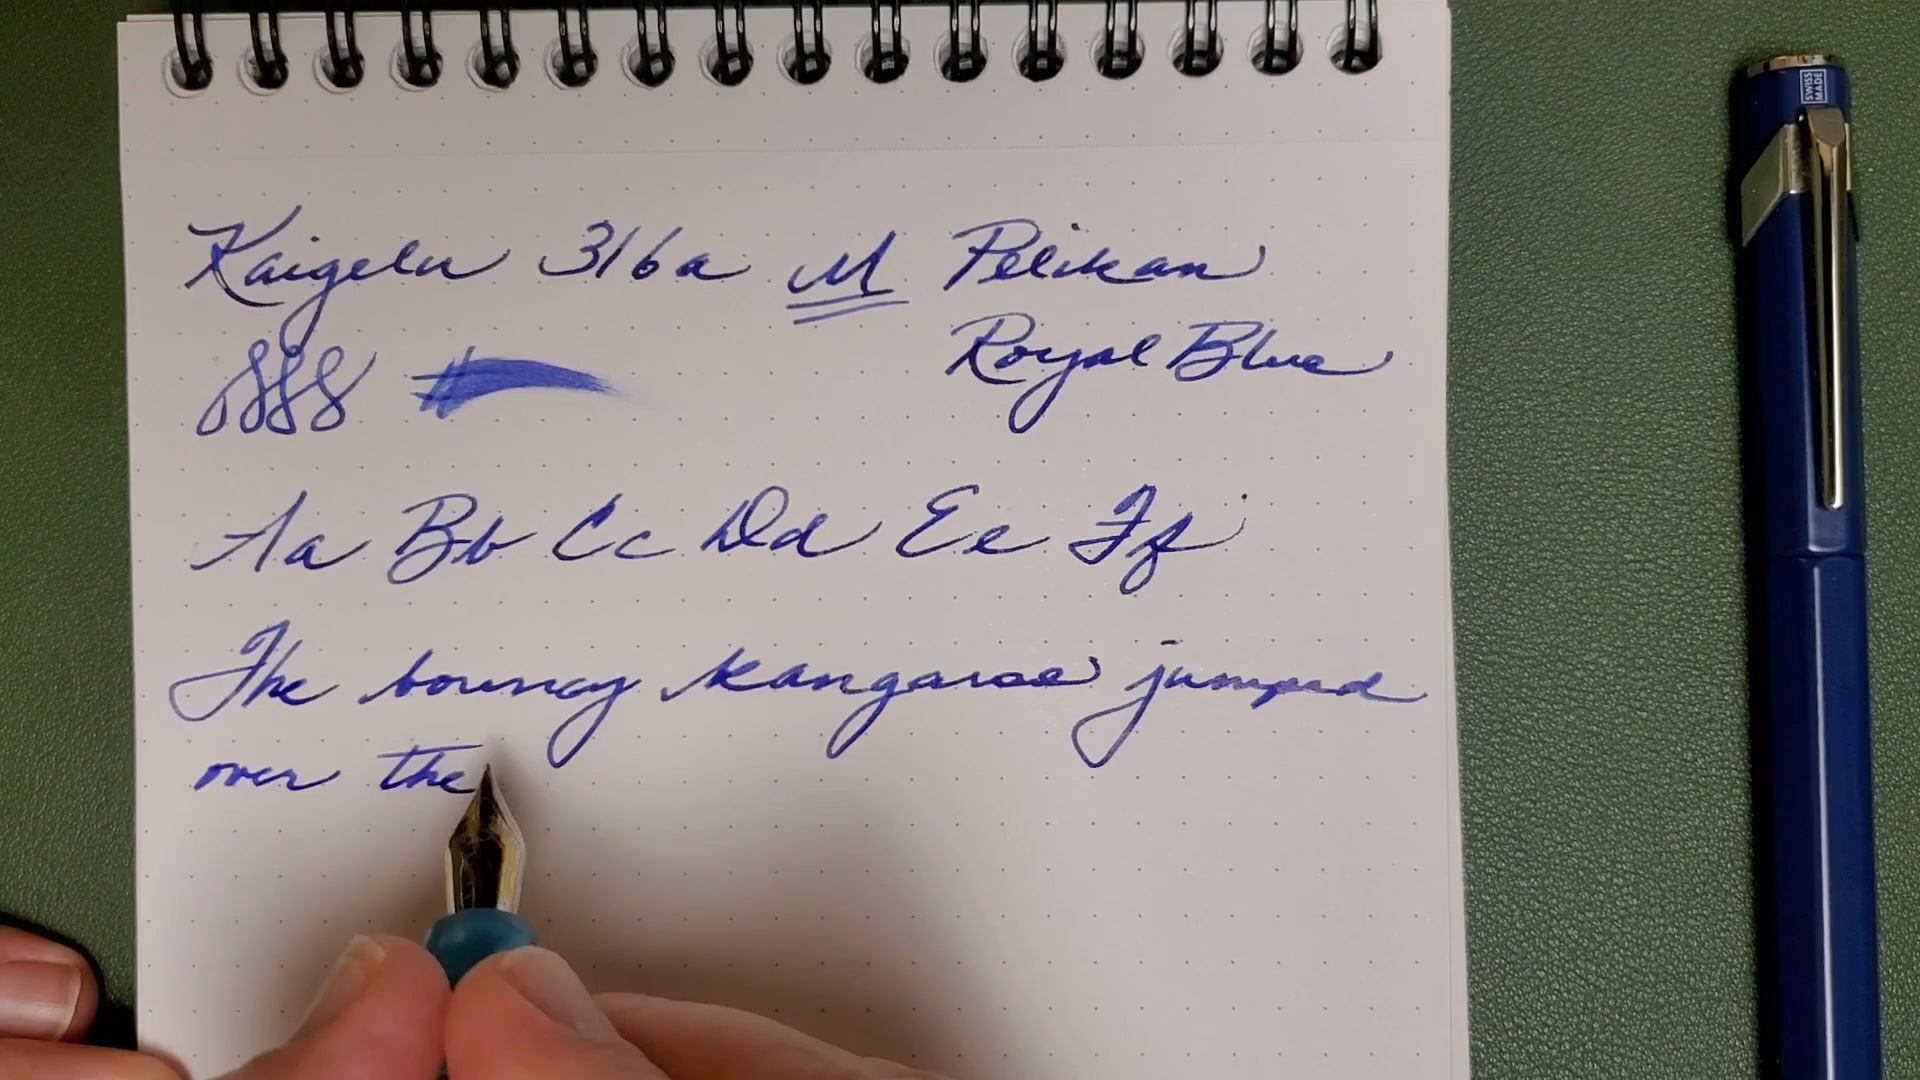 Kaigelu 316a M Pelikan
Royal Blue
Aa Bb Cc Dd Ee Ff
The bouncy kangaroo jumped
over the
SWISS
MADE